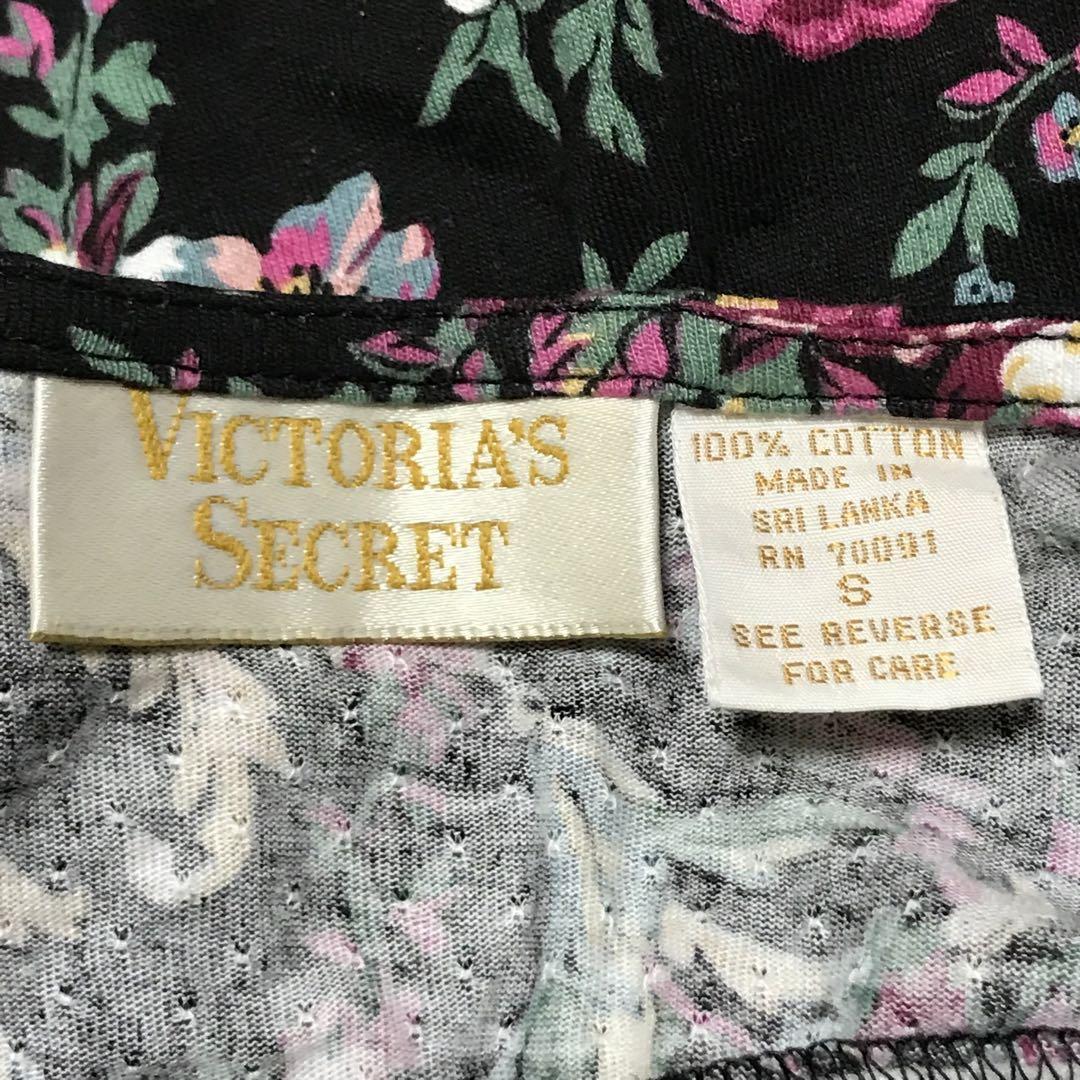 VICTORIA'S
SECRET
100% COTTON
MADE IN
SRI LANKA
RN 70091
S
SEE REVERSE
FOR CARE